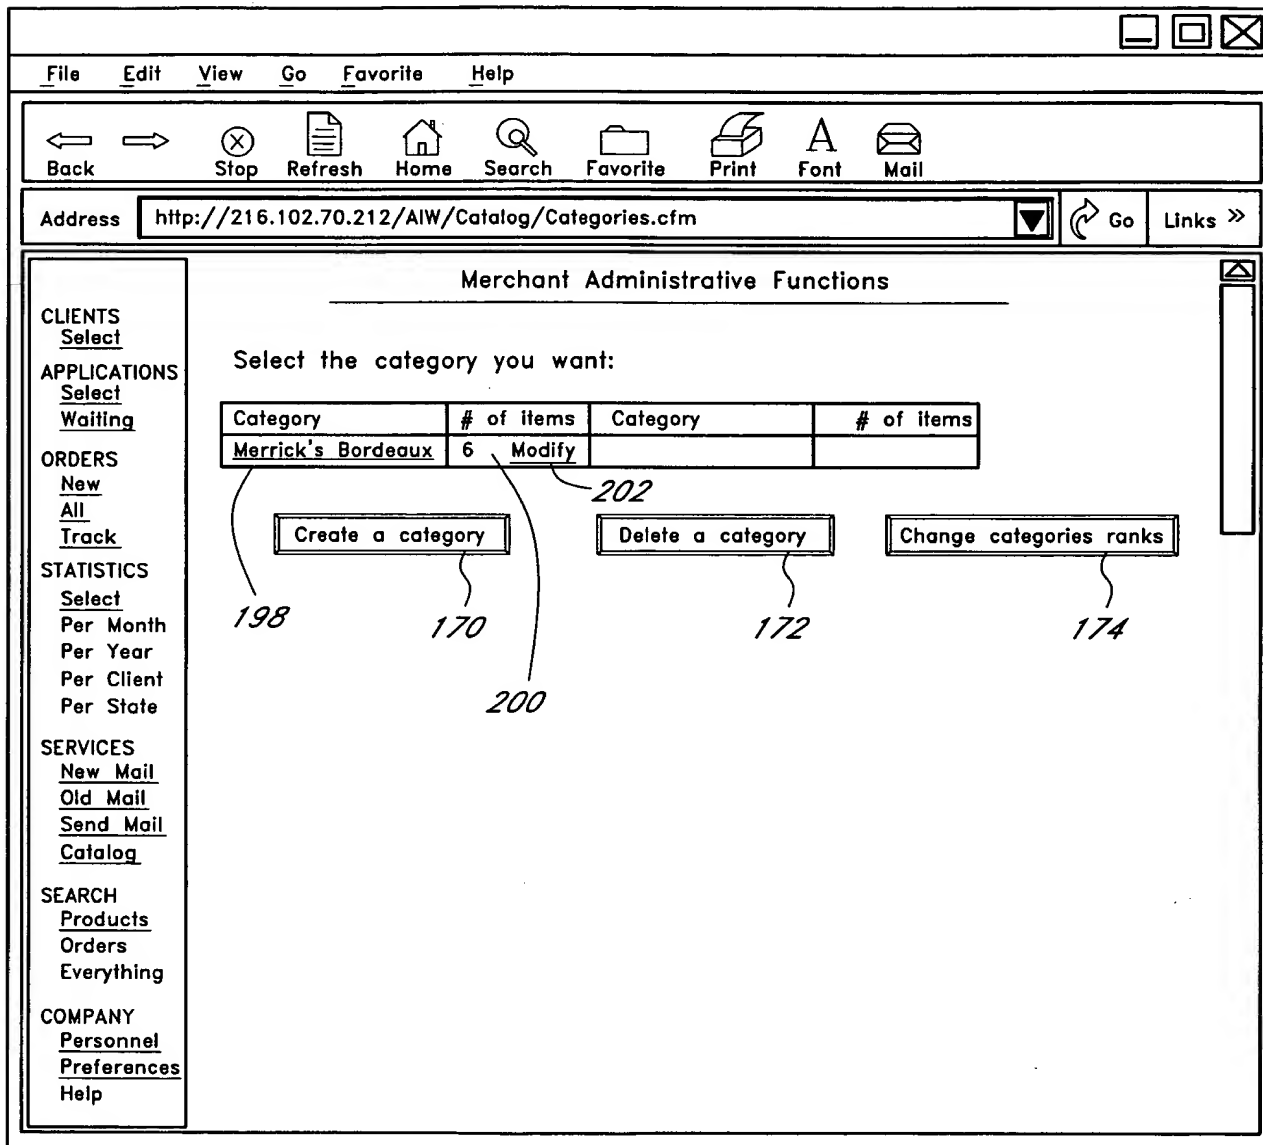 File Edit View Go Favorite Help
Back Stop Refresh Home Search Favorite Print Font Mail
Address http://216.102.70.212/AIW/Catalog/Categories.cfm Go Links »
Merchant Administrative Functions
CLIENTS
Select
APPLICATIONS
Select
Waiting
ORDERS
New
All
Track
STATISTICS
Select
Per Month
Per Year
Per Client
Per State
SERVICES
New Mail
Old Mail
Send Mail
Catalog
SEARCH
Products
Orders
Everything
COMPANY
Personnel
Preferences
Help
Select the category you want:
Category # of items Category # of items
Merrick's Bordeaux 6 Modify
202
Create a category Delete a category Change categories ranks
198 170 172 174
200